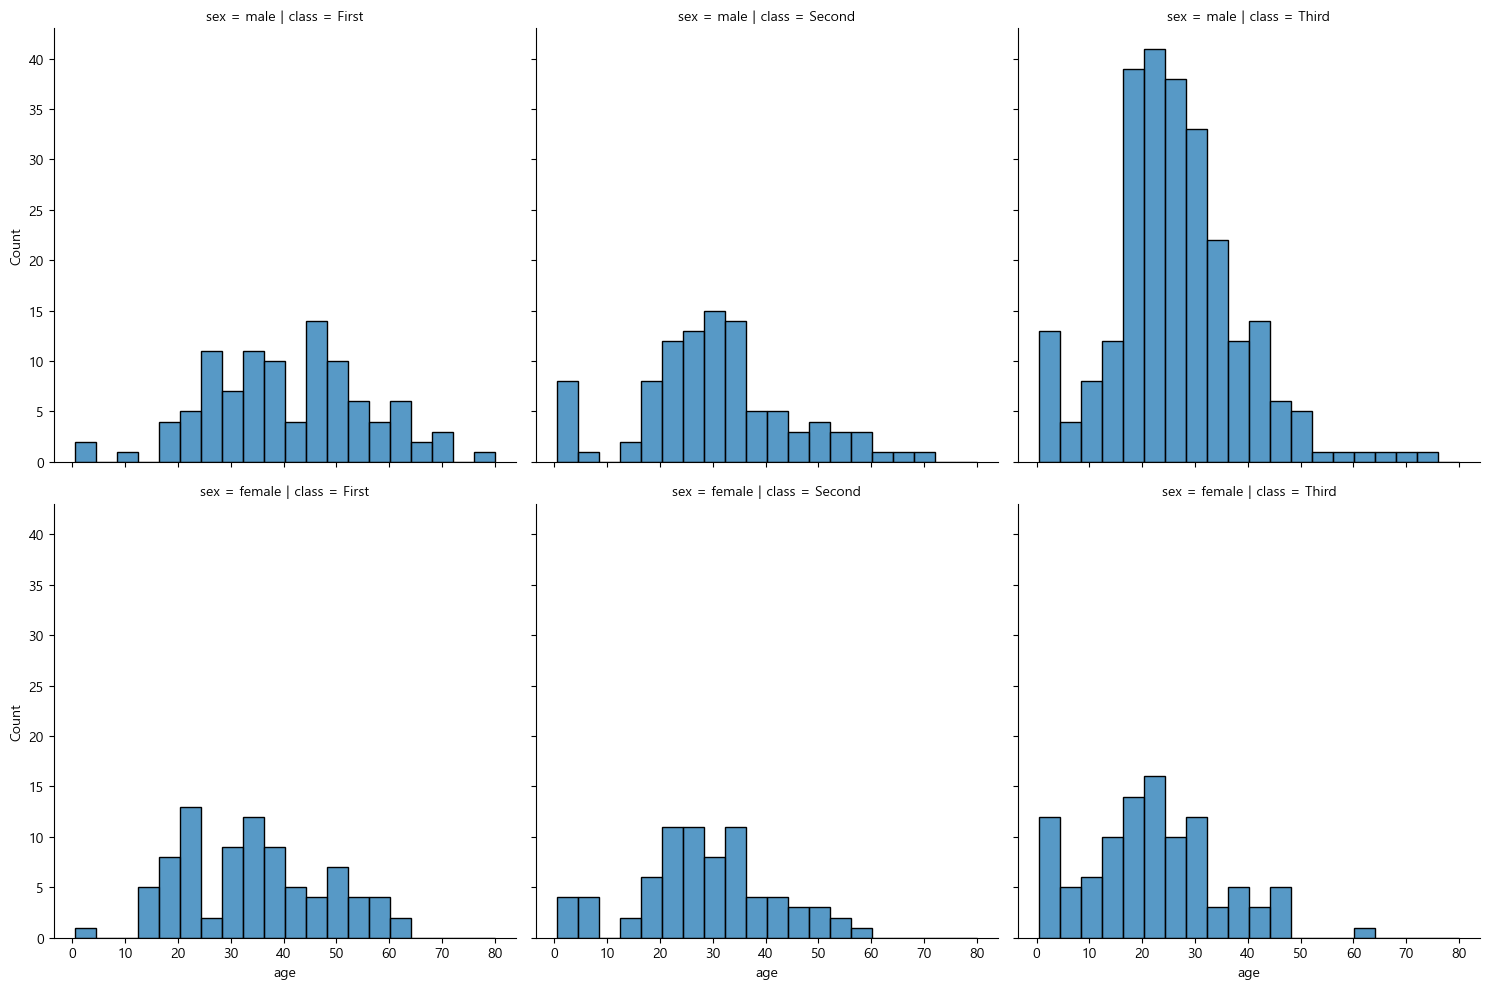 sex = male | class = First
sex = male | class = Second
sex = male | class = Third
40
35
30
25
20
15
10
5
0
Count
sex = female | class = First
sex = female | class = Second
sex = female | class = Third
40
35
30
25
20
15
10
5
0
Count
0 10 20 30 40 50 60 70 80
0 10 20 30 40 50 60 70 80
0 10 20 30 40 50 60 70 80
age
age
age